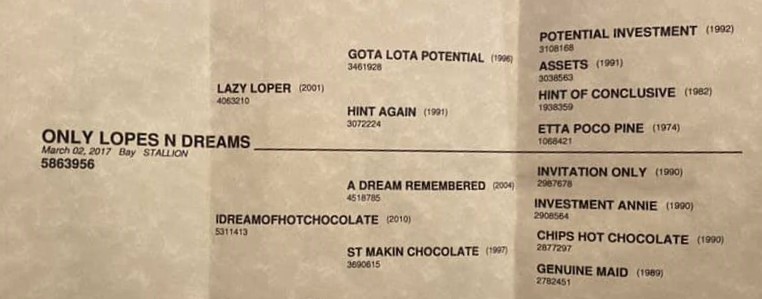 POTENTIAL INVESTMENT (1992)
3108168
GOTA LOTA POTENTIAL (1996)
3461928
ASSETS (1991)
3038563
LAZY LOPER (2001)
4063210
HINT OF CONCLUSIVE (1982)
1938359
HINT AGAIN (1991)
3072224
ETTA POCO PINE (1974)
1068421
ONLY LOPES N DREAMS
March 02, 2017 Bay STALLION
5863956
INVITATION ONLY (1990)
2987678
A DREAM REMEMBERED (2004)
4518785
INVESTMENT ANNIE (1990)
2908564
IDREAMOFHOTCHOCOLATE (2010)
5311413
CHIPS HOT CHOCOLATE (1990)
2877297
ST MAKIN CHOCOLATE (1997)
3690615
GENUINE MAID (1989)
2782451